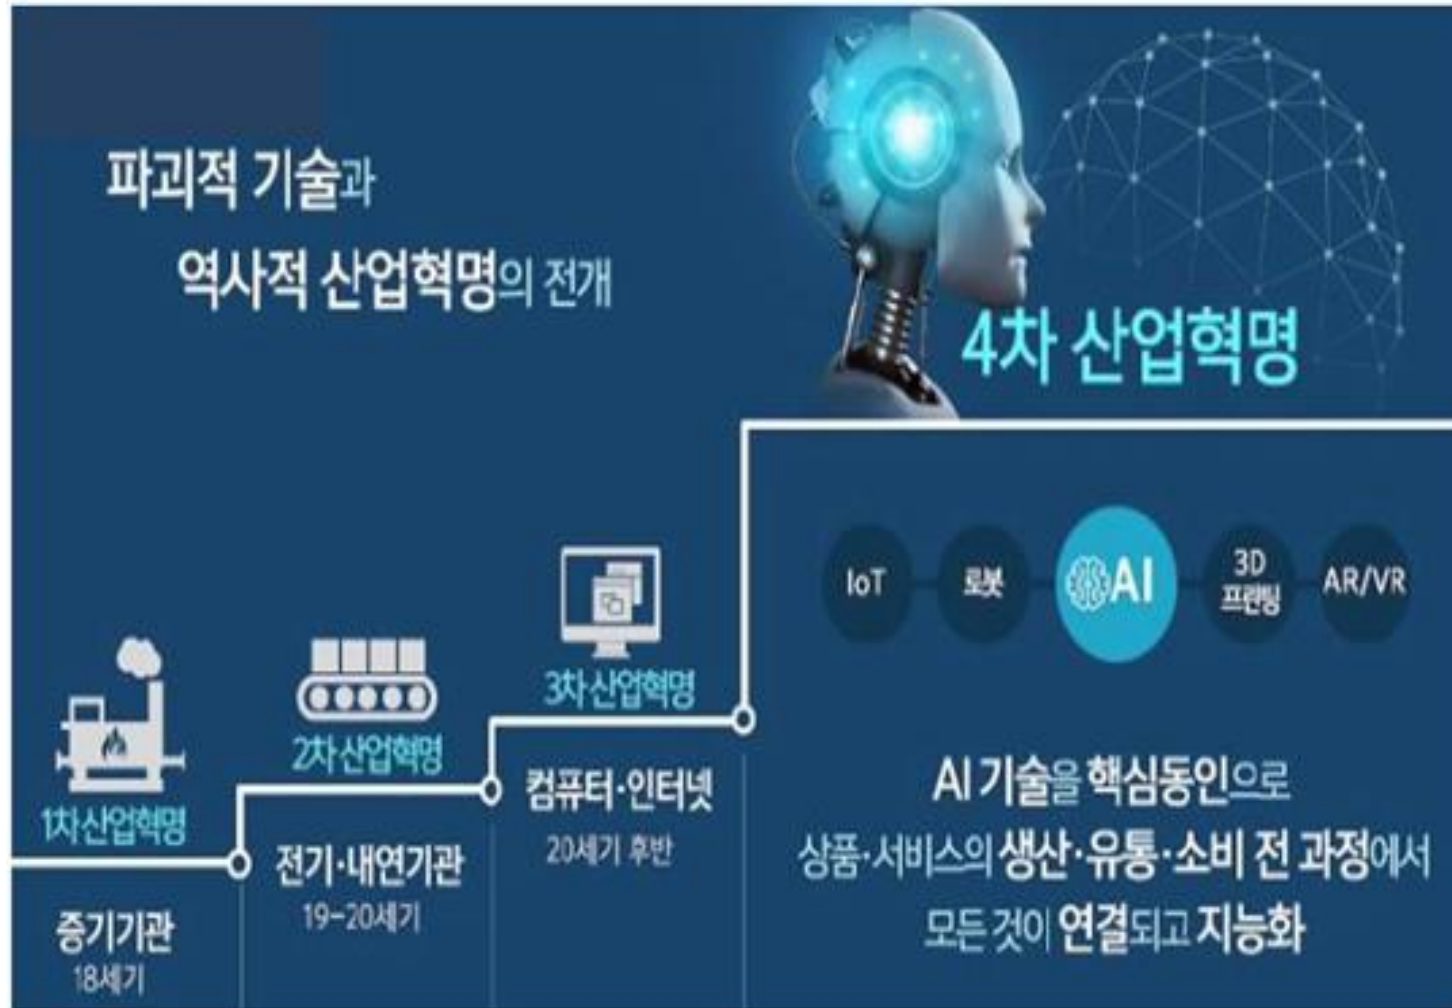 파괴적 기술과
역사적 산업혁명의 전개
4차 산업혁명
IoT
로봇
AI
3D
프린팅
AR/VR
3차 산업혁명
2차 산업혁명
1차 산업혁명
증기기관
18세기
전기·내연기관
19-20세기
컴퓨터·인터넷
20세기 후반
AI 기술을 핵심동인으로
상품·서비스의 생산·유통·소비 전 과정에서
모든 것이 연결되고 지능화